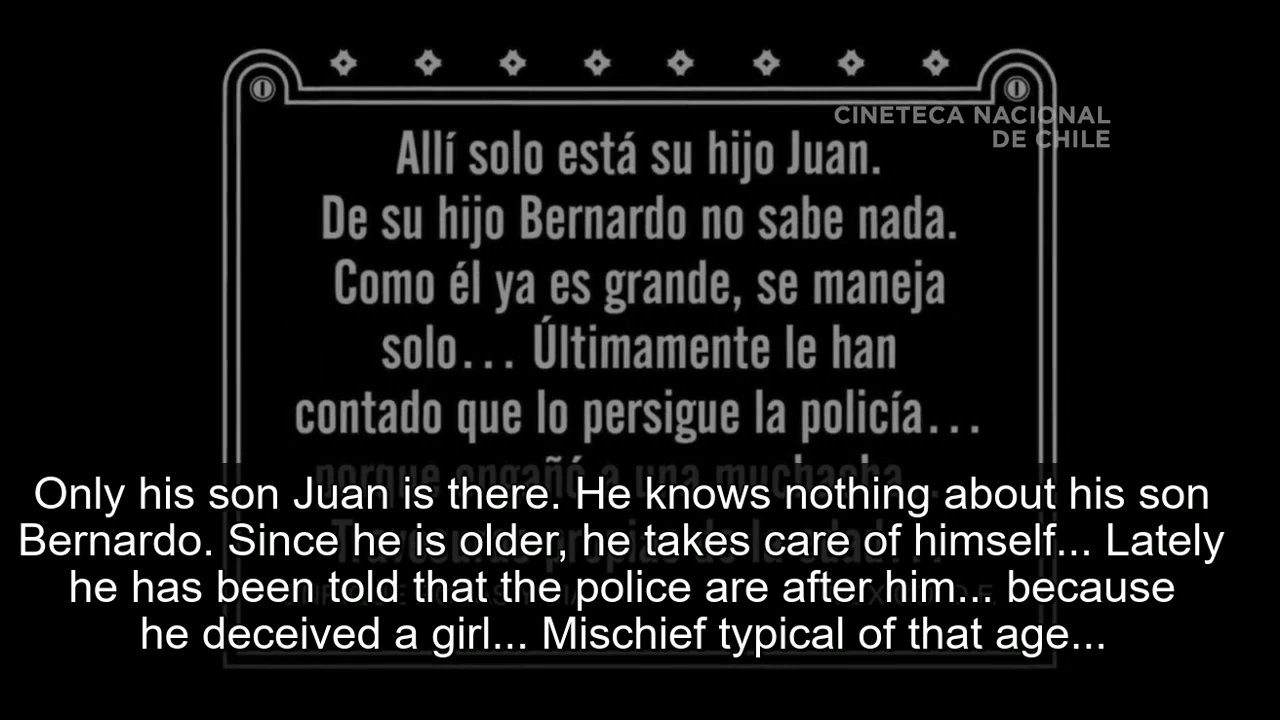 CINETECA NACIONAL
DE CHILE
Allí solo está su hijo Juan.
De su hijo Bernardo no sabe nada.
Como él ya es grande, se maneja
solo... Últimamente le han
contado que lo persigue la policía...
porque engañó a una muchacha...
Only his son Juan is there. He knows nothing about his son
Bernardo. Since he is older, he takes care of himself... Lately
he has been told that the police are after him... because
he deceived a girl... Mischief typical of that age...